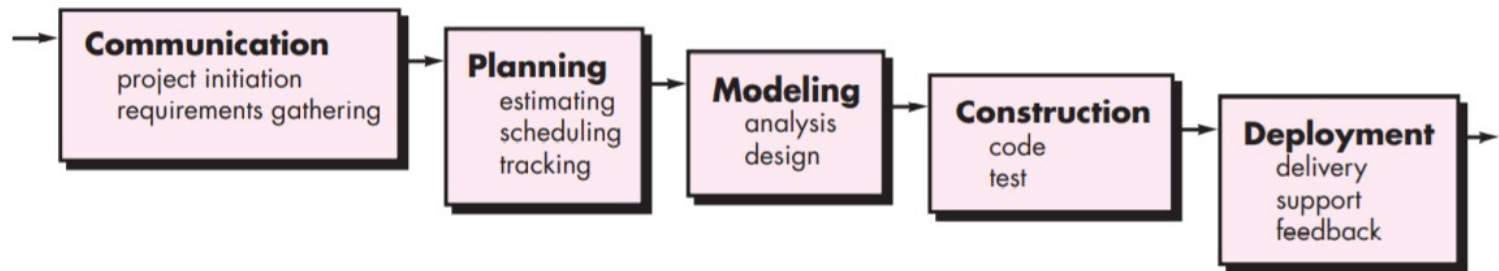 Communication
project initiation
requirements gathering
Planning
estimating
scheduling
tracking
Modeling
analysis
design
Construction
code
test
Deployment
delivery
support
feedback